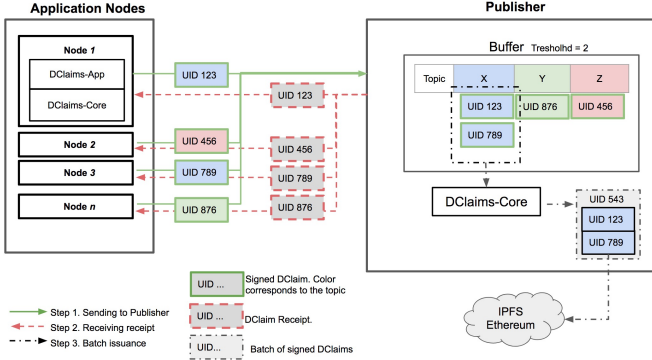 Application Nodes
Publisher
Node 1
DClaims-App
DClaims-Core
Node 2
Node 3
Node n
UID 123
UID 456
UID 789
UID 876
UID 123
UID 456
UID 789
UID 876
Buffer Tresholhd = 2
Topic X Y Z
UID 123 UID 876 UID 456
UID 789
DClaims-Core
UID 543
UID 123
UID 789
IPFS
Ethereum
Step 1. Sending to Publisher
Step 2. Receiving receipt
Step 3. Batch issuance
UID ...
Signed DClaim. Color
corresponds to the topic
UID ...
DClaim Receipt.
UID...
Batch of signed DClaims